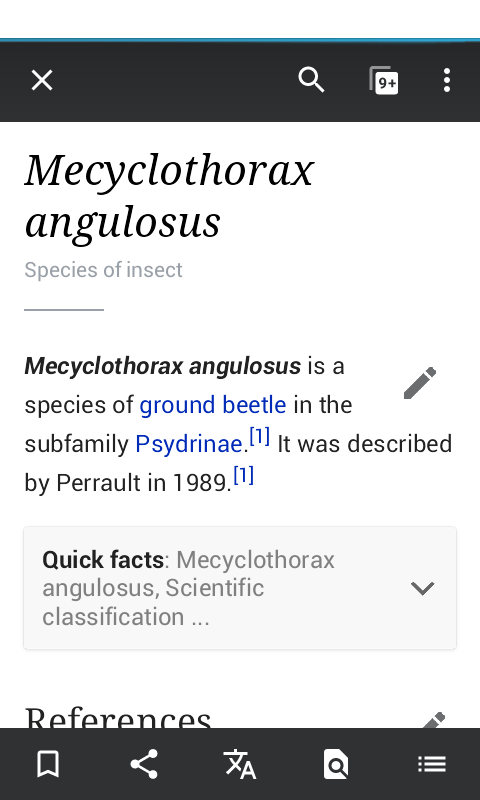 9+
Mecyclothorax
angulosus
Species of insect
Mecyclothorax angulosus is a
species of ground beetle in the
subfamily Psydrinae.[1] It was described
by Perrault in 1989.[1]
Quick facts: Mecyclothorax
angulosus, Scientific
classification ...
References